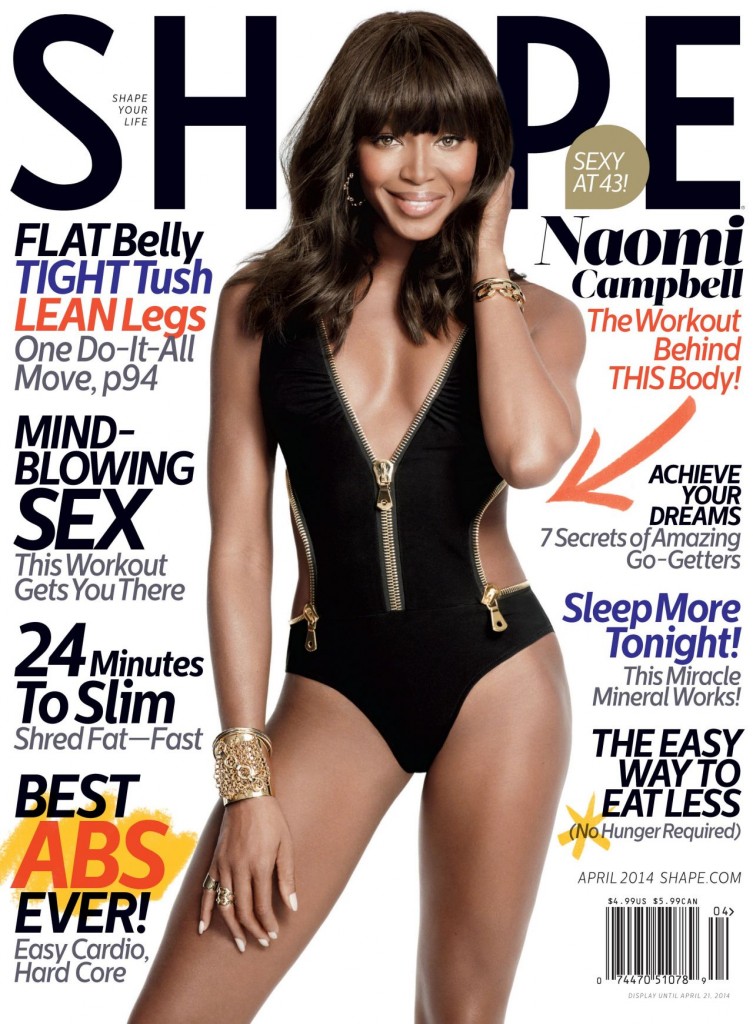 SHAPE
SHAPE
YOUR
LIFE
SEXY
AT 43!
FLAT Belly
TIGHT Tush
LEAN Legs
One Do-It-All
Move, p94
MIND-
BLOWING
SEX
This Workout
Gets You There
24 Minutes
To Slim
Shred Fat—Fast
BEST
ABS
EVER!
Easy Cardio,
Hard Core
Naomi
Campbell
The Workout
Behind
THIS Body!
ACHIEVE
YOUR
DREAMS
7 Secrets of Amazing
Go-Getters
Sleep More
Tonight!
This Miracle
Mineral Works!
THE EASY
WAY TO
EAT LESS
(No Hunger Required)
APRIL 2014 SHAPE.COM
$4.99US $5.99CAN
04>
0 74470 51078 9
DISPLAY UNTIL APRIL 21, 2014